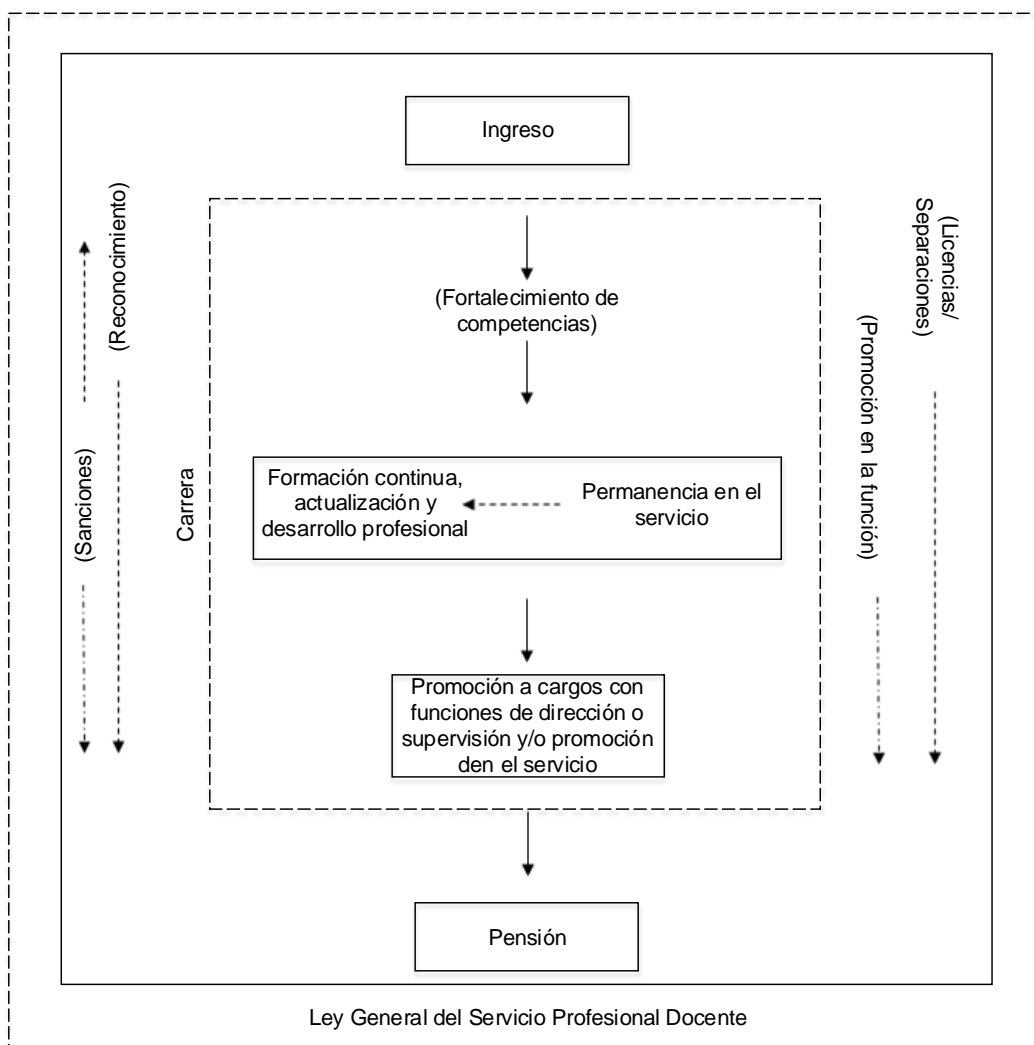 Ingreso
(Fortalecimiento de
competencias)
Formación continua,
actualización y
desarrollo profesional
Permanencia en el
servicio
Promoción a cargos con
funciones de dirección o
supervisión y/o promoción
den el servicio
Pensión
(Sanciones)
(Reconocimiento)
Carrera
(Promoción en la función)
(Licencias/
Separaciones)
Ley General del Servicio Profesional Docente